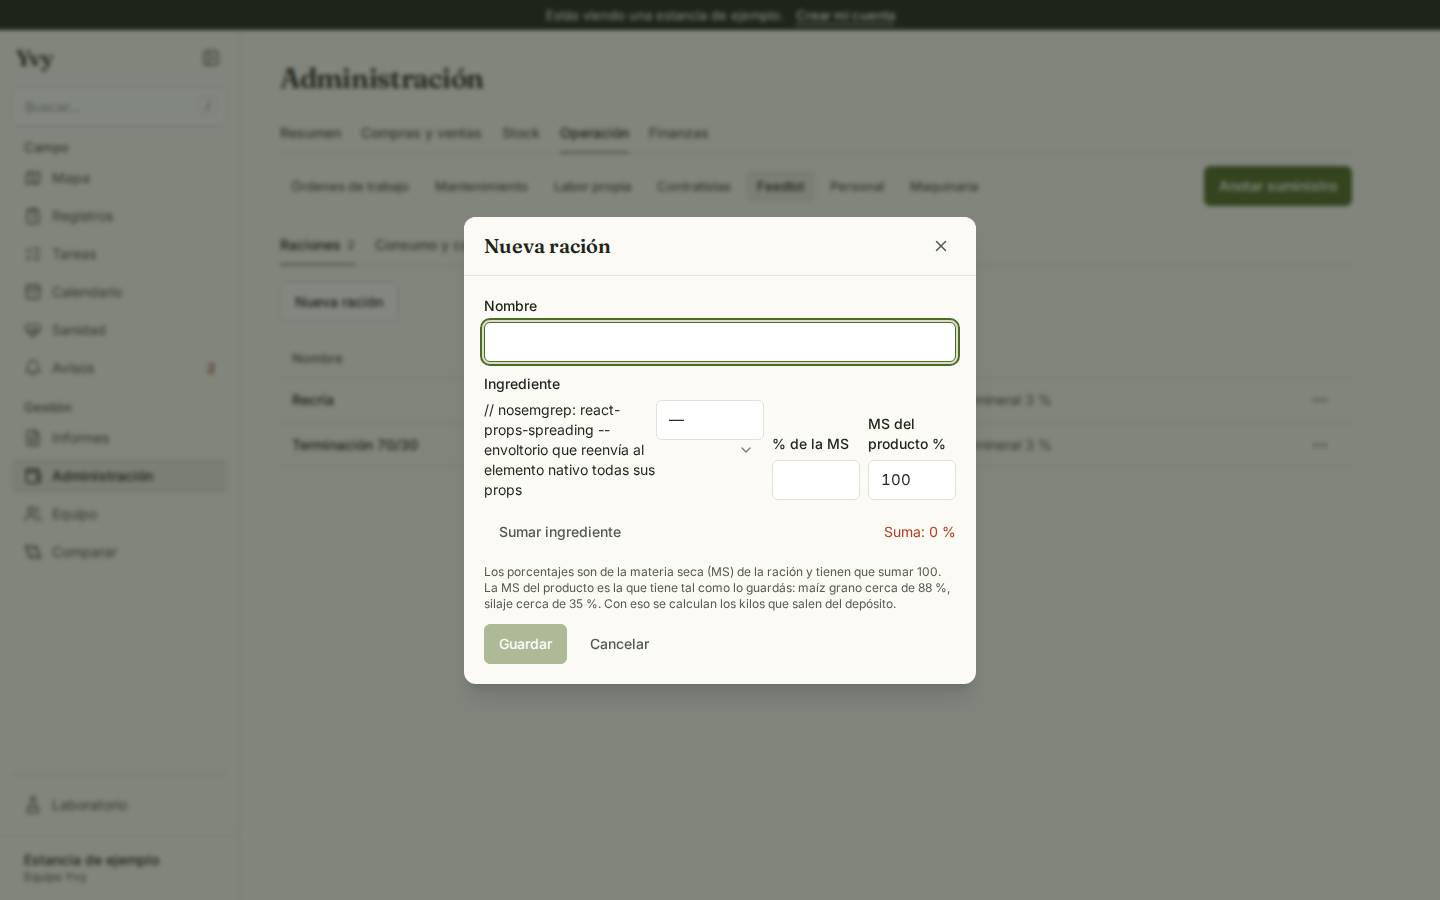 Estás viendo una estancia de ejemplo. Crear mi cuenta
Yvy
Buscar... /
Campo
Mapa
Registros
Tareas
Calendario
Sanidad
Avisos 2
Gestión
Informes
Administración
Equipo
Comparar
Laboratorio
Estancia de ejemplo
Equipo Yvy
Administración
Resumen Compras y ventas Stock Operación Finanzas
Órdenes de trabajo Mantenimiento Labor propia Contratistas Feedlot Personal Maquinaria Anotar suministro
Raciones 2 Consumo y
Nueva ración
Nombre
Recría mineral 3 %
Terminación 70/30 mineral 3 %
Nueva ración
Nombre
Ingrediente
// nosemgrep: react-
props-spreading --
envoltorio que reenvía al
elemento nativo todas sus
props
—
% de la MS
MS del
producto %
100
Sumar ingrediente Suma: 0 %
Los porcentajes son de la materia seca (MS) de la ración y tienen que sumar 100.
La MS del producto es la que tiene tal como lo guardás: maíz grano cerca de 88 %,
silaje cerca de 35 %. Con eso se calculan los kilos que salen del depósito.
Guardar Cancelar